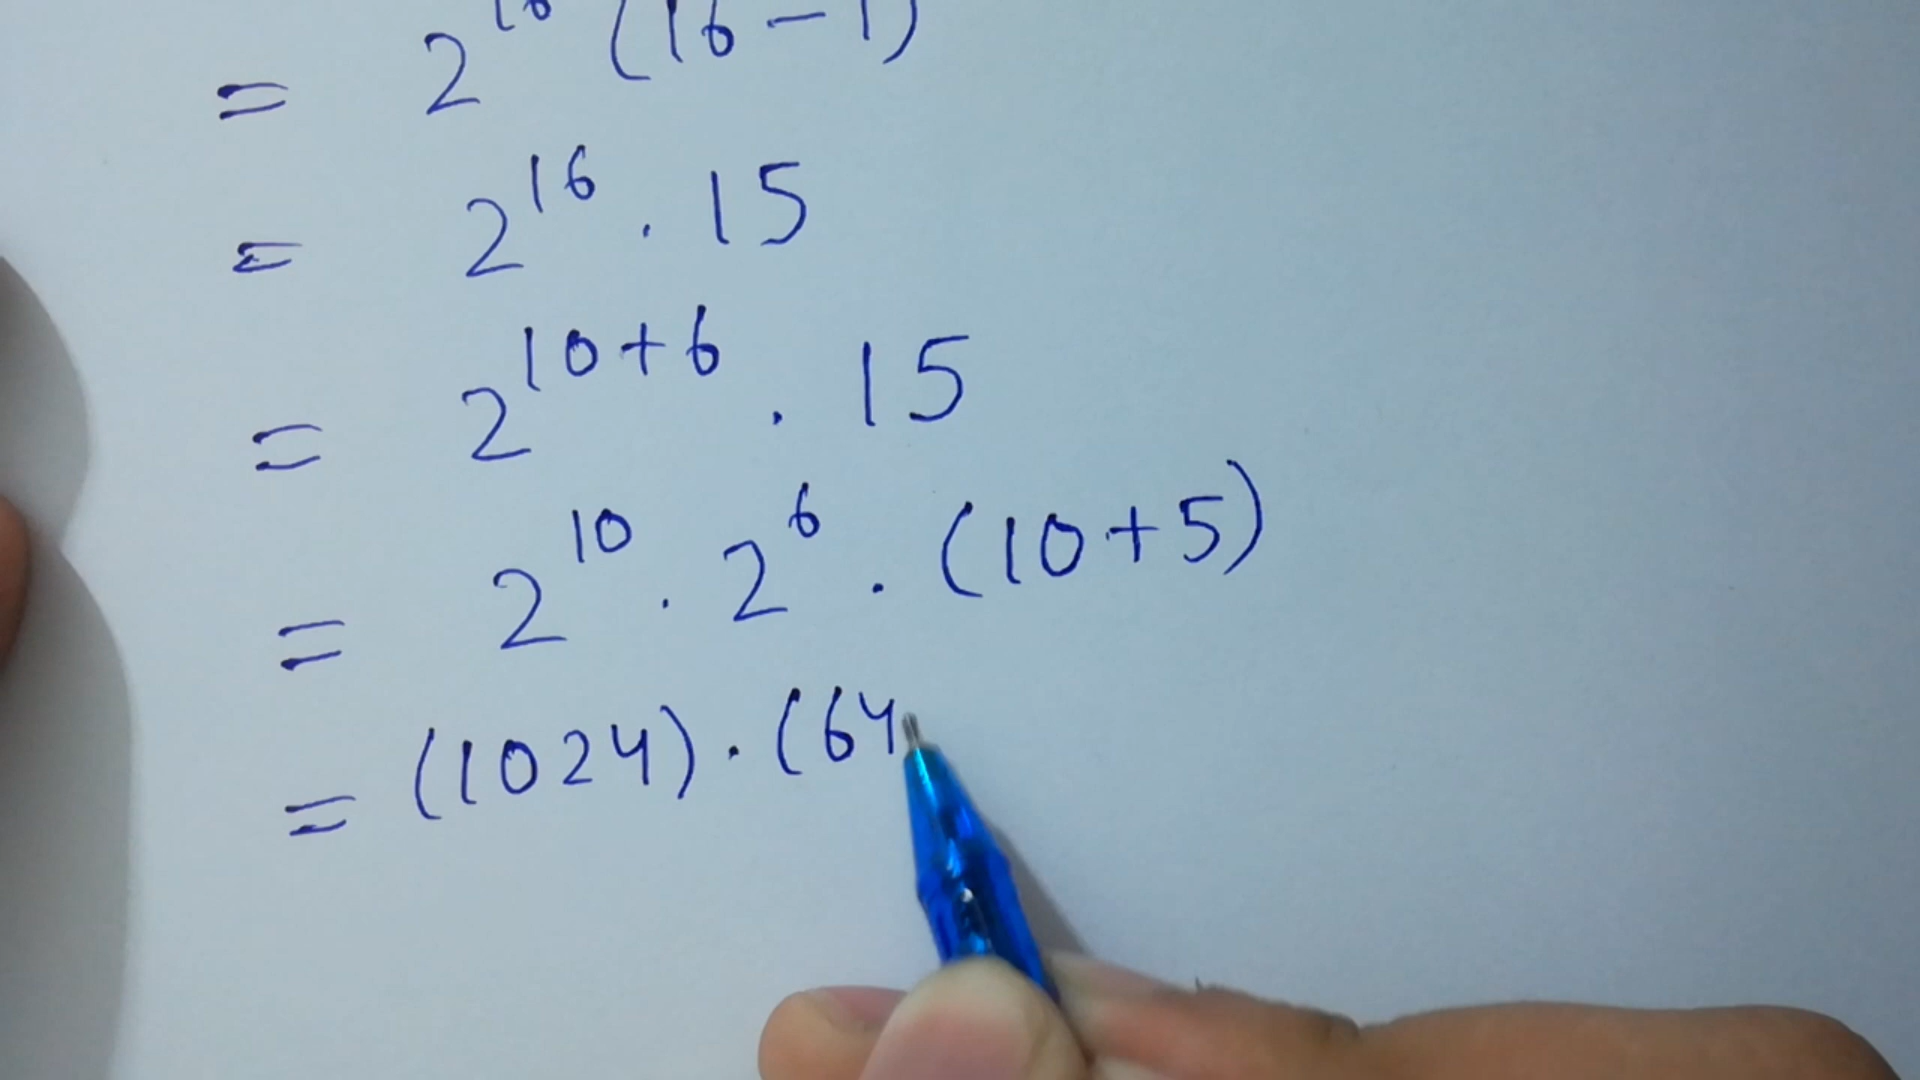 = 2^16 (16 - 1)
= 2^16 . 15
= 2^10+6 . 15
= 2^10 . 2^6 . (10+5)
= (1024) . (64